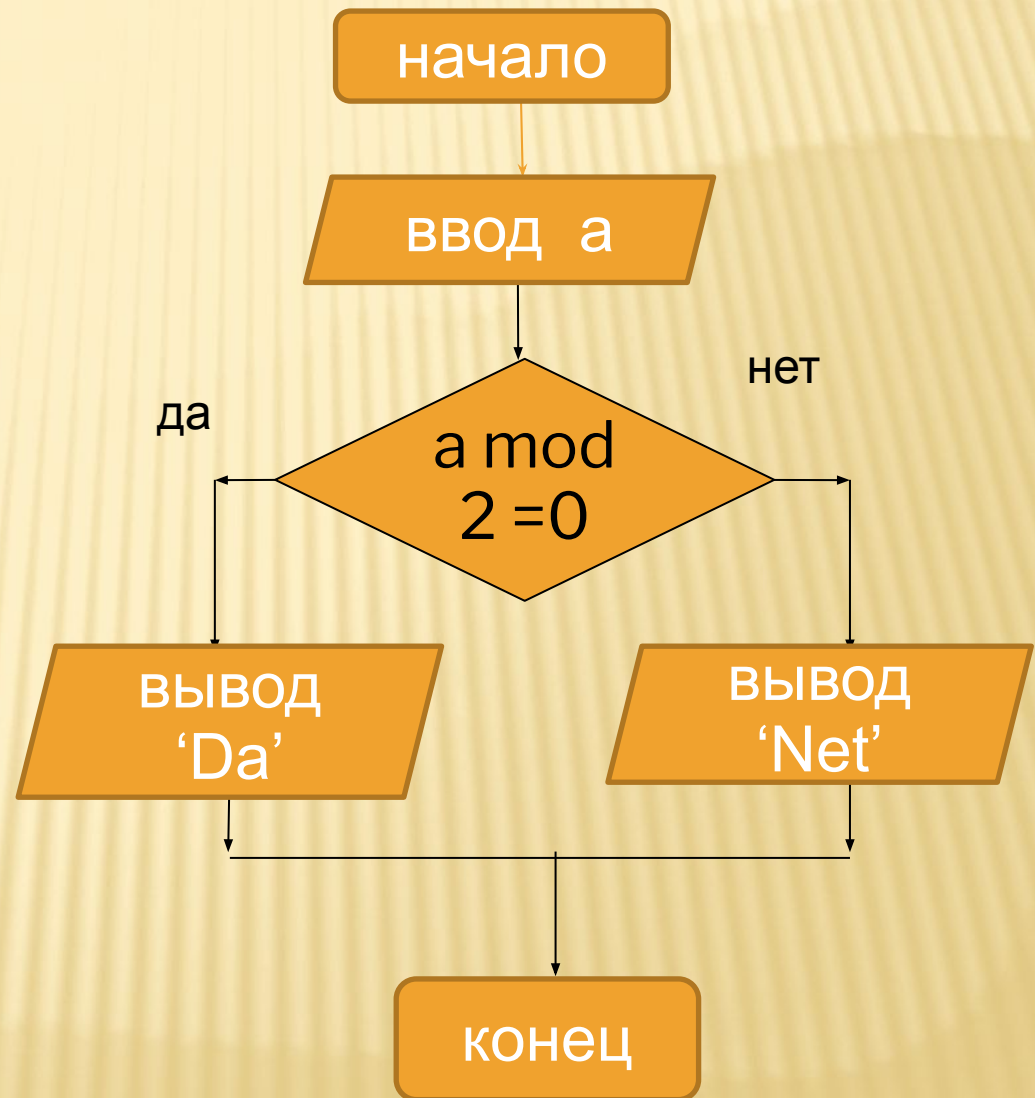 начало
ввод а
нет
да
a mod
2 =0
вывод
‘Da’
вывод
‘Net’
конец